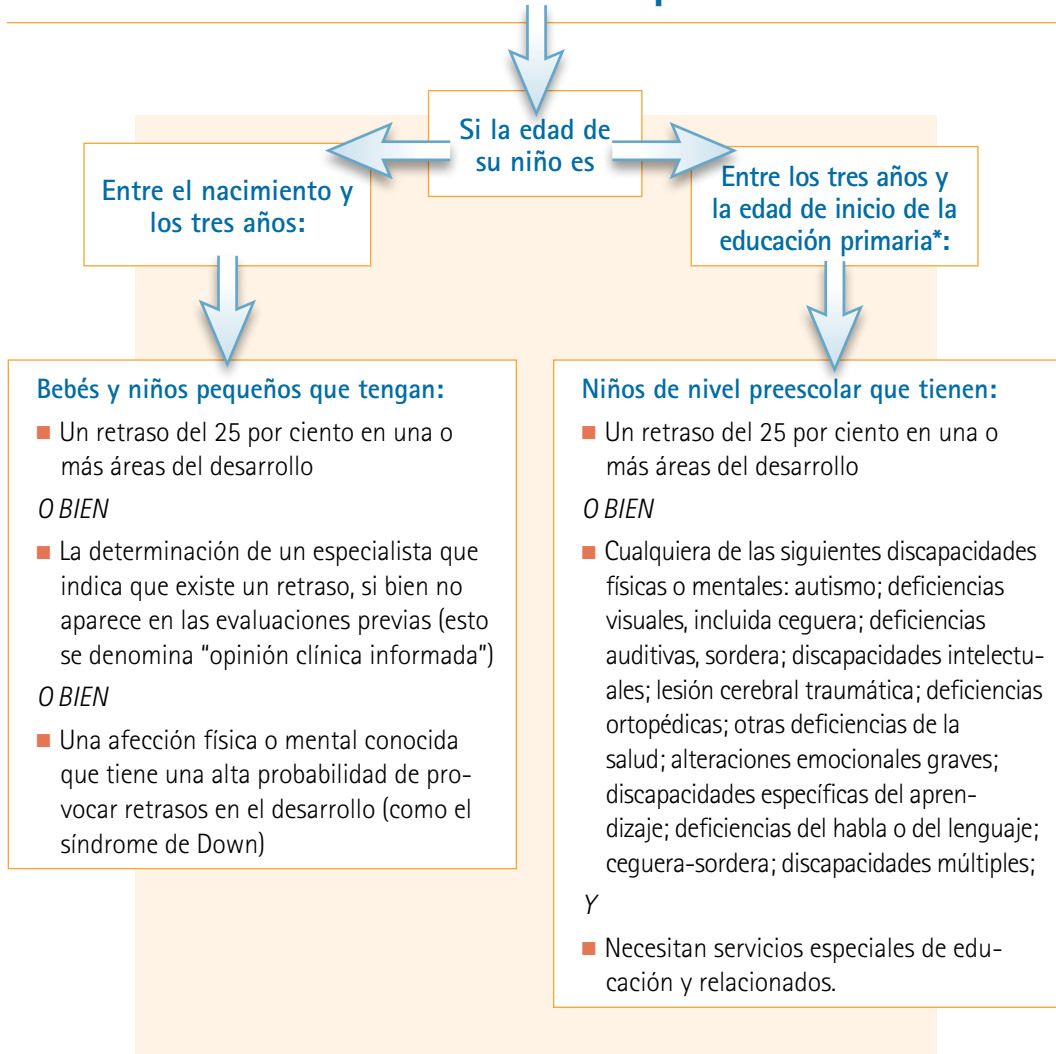 Si la edad de
su niño es
Entre el nacimiento y
los tres años:
Entre los tres años y
la edad de inicio de la
educación primaria*:
Bebés y niños pequeños que tengan:
■ Un retraso del 25 por ciento en una o
más áreas del desarrollo
O BIEN
■ La determinación de un especialista que
indica que existe un retraso, si bien no
aparece en las evaluaciones previas (esto
se denomina “opinión clínica informada”)
O BIEN
■ Una afección física o mental conocida
que tiene una alta probabilidad de pro-
vocar retrasos en el desarrollo (como el
síndrome de Down)
Niños de nivel preescolar que tienen:
■ Un retraso del 25 por ciento en una o
más áreas del desarrollo
O BIEN
■ Cualquiera de las siguientes discapacidades
físicas o mentales: autismo; deficiencias
visuales, incluida ceguera; deficiencias
auditivas, sordera; discapacidades intelectu-
ales; lesión cerebral traumática; deficiencias
ortopédicas; otras deficiencias de la
salud; alteraciones emocionales graves;
discapacidades específicas del apren-
dizaje; deficiencias del habla o del lenguaje;
ceguera-sordera; discapacidades múltiples;
Y
■ Necesitan servicios especiales de edu-
cación y relacionados.